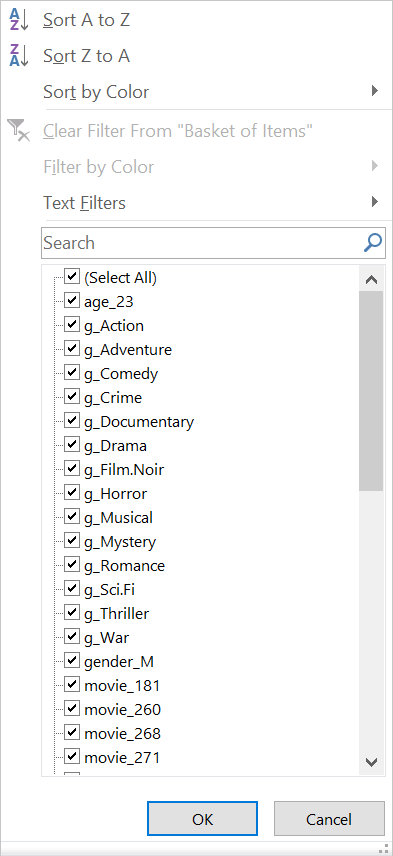 Sort A to Z
Sort Z to A
Sort by Color
Clear Filter From "Basket of Items"
Filter by Color
Text Filters
Search
(Select All)
age_23
g_Action
g_Adventure
g_Comedy
g_Crime
g_Documentary
g_Drama
g_Film.Noir
g_Horror
g_Musical
g_Mystery
g_Romance
g_Sci.Fi
g_Thriller
g_War
gender_M
movie_181
movie_260
movie_268
movie_271
OK Cancel